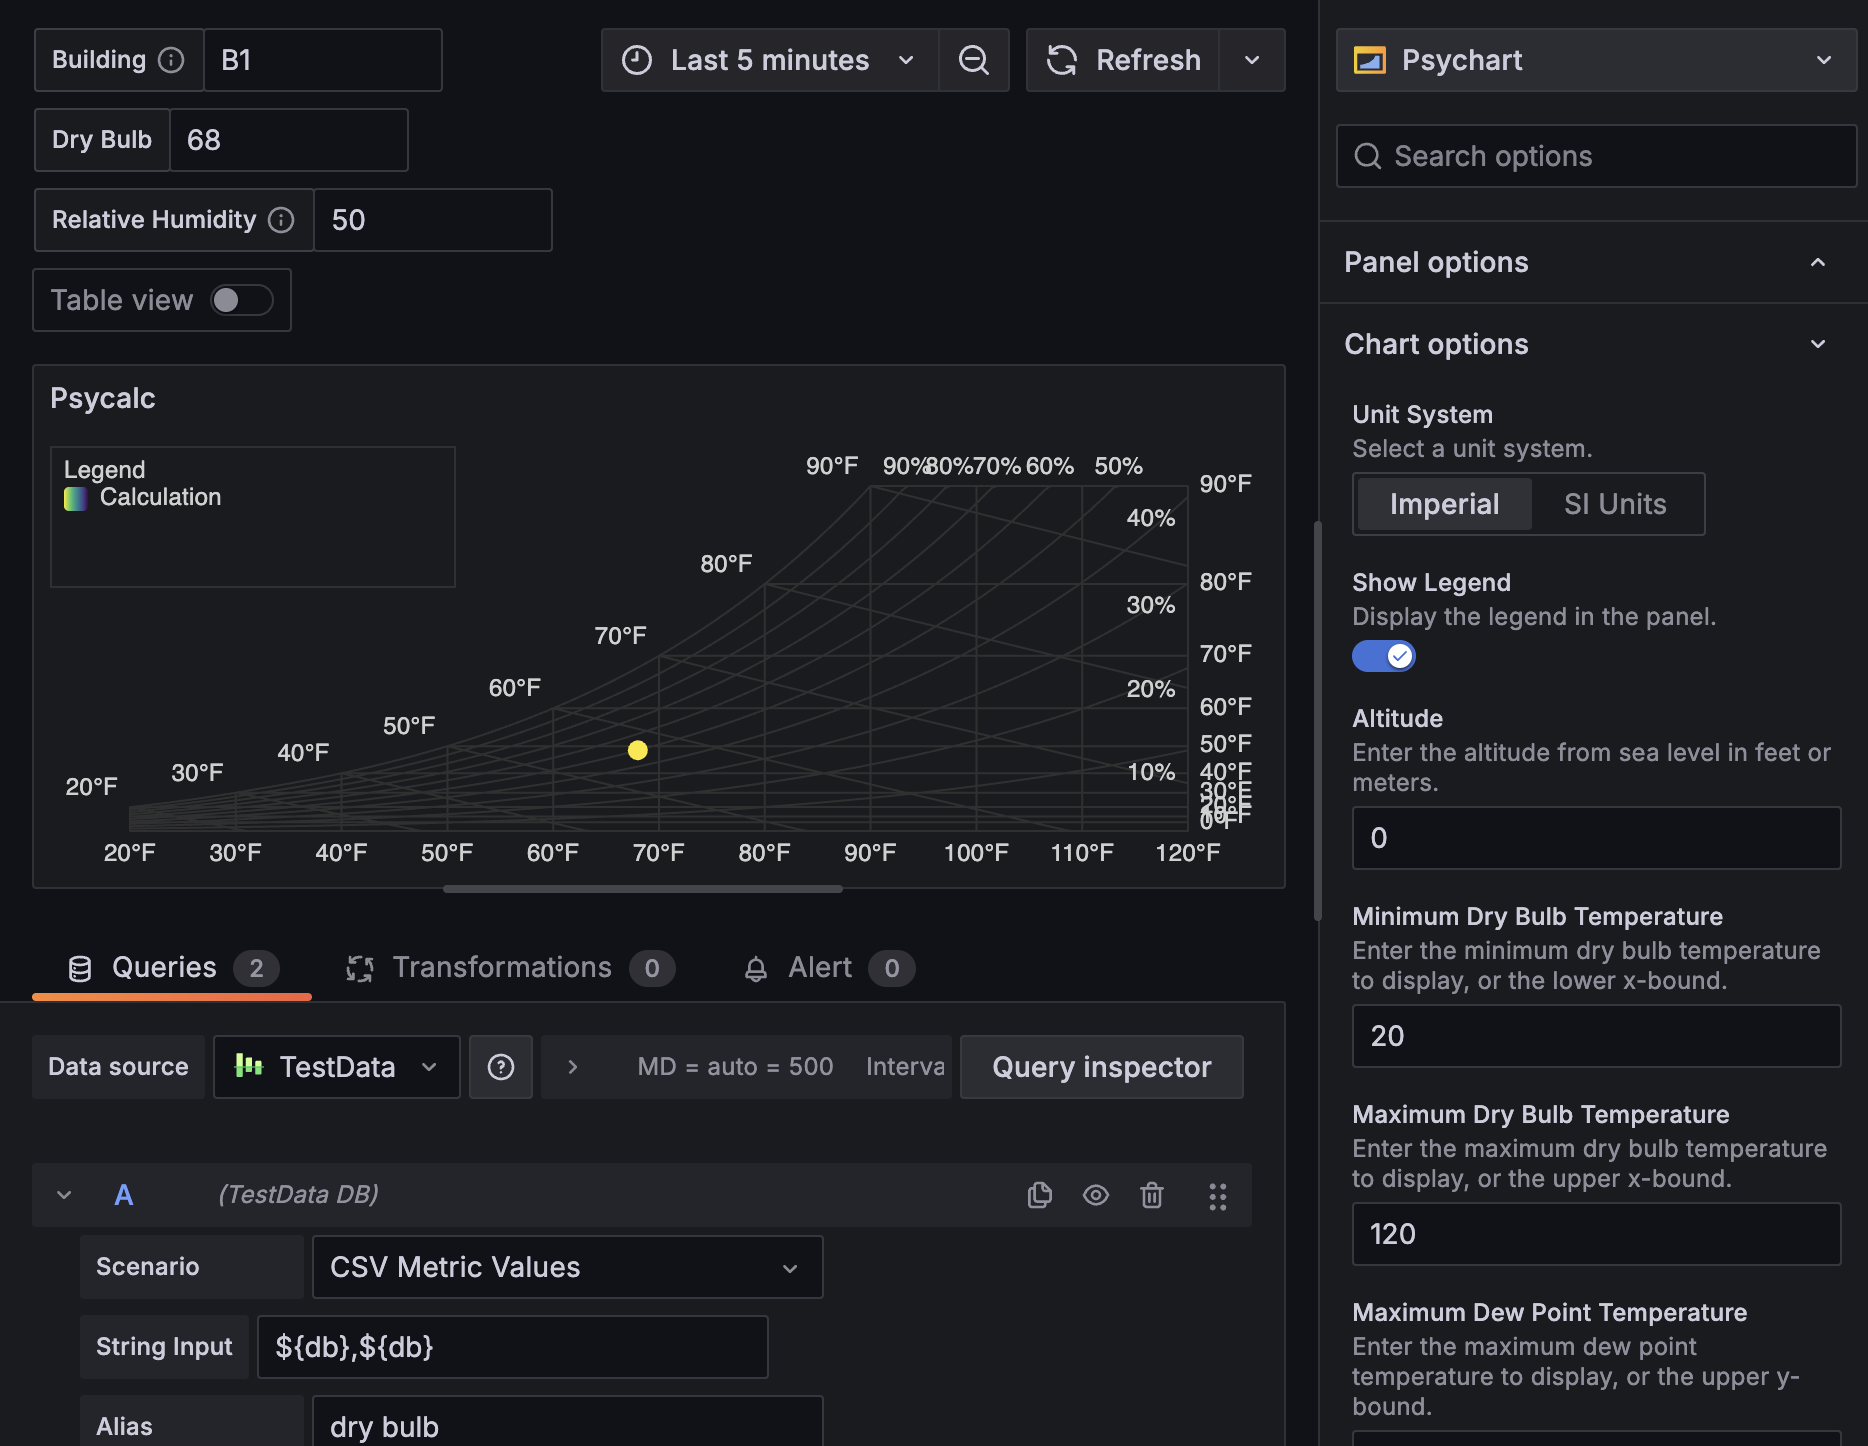 Building B1
Last 5 minutes
Refresh
Dry Bulb 68
Relative Humidity 50
Table view
Psycalc
Legend
Calculation
90°F 90% 80% 70% 60% 50% 90°F
40%
80°F 80°F
30%
70°F 70°F
20%
60°F 60°F
50°F 50°F
40°F 10% 40°F
30°F 30°F
20°F
0°F
20°F 30°F 40°F 50°F 60°F 70°F 80°F 90°F 100°F 110°F 120°F
Queries 2 Transformations 0 Alert 0
Data source TestData MD = auto = 500 Interva Query inspector
A (TestData DB)
Scenario CSV Metric Values
String Input ${db},${db}
Alias dry bulb
Psychart
Search options
Panel options
Chart options
Unit System
Select a unit system.
Imperial SI Units
Show Legend
Display the legend in the panel.
Altitude
Enter the altitude from sea level in feet or
meters.
0
Minimum Dry Bulb Temperature
Enter the minimum dry bulb temperature
to display, or the lower x-bound.
20
Maximum Dry Bulb Temperature
Enter the maximum dry bulb temperature
to display, or the upper x-bound.
120
Maximum Dew Point Temperature
Enter the maximum dew point
temperature to display, or the upper y-
bound.